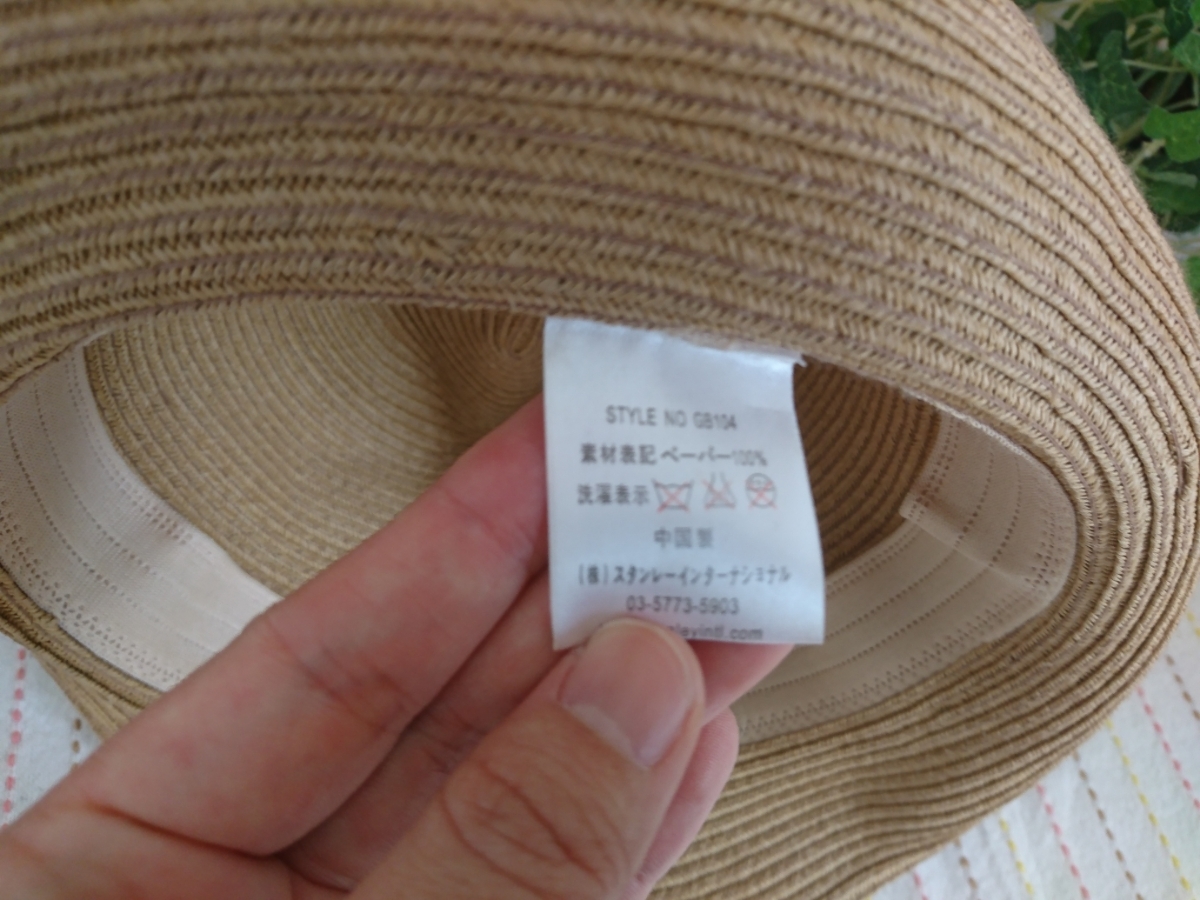 STYLE NO GB104
素材表記 ペーパー100%
洗濯表示
中国製
(株)スタンレーインターナショナル
03-5773-5903
leyintl.com